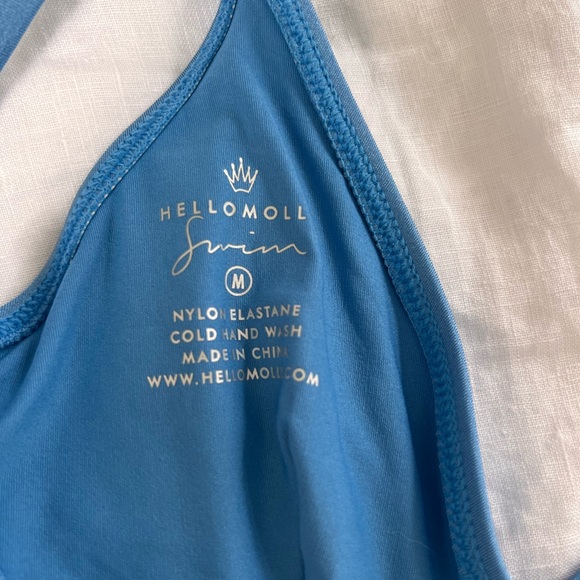 HELLOMOLL
Swim
M
NYLON ELASTANE
COLD HAND WASH
MADE IN CHINA
WWW.HELLOMOLL.COM